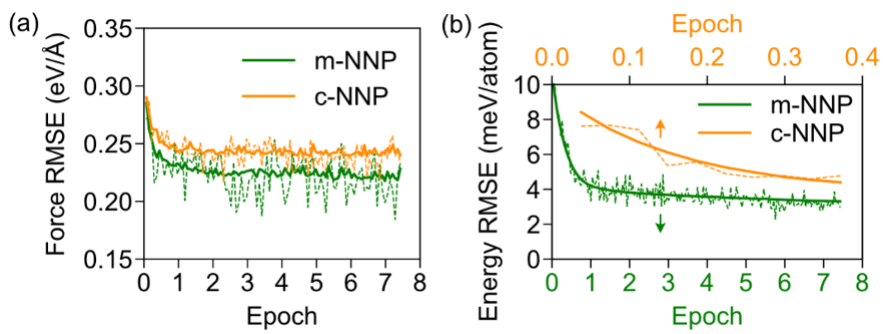 (a)
Force RMSE (eV/Å)
0.35
0.30
0.25
0.20
0.15
m-NNP
c-NNP
0 1 2 3 4 5 6 7 8
Epoch
(b)
Epoch
0.0 0.1 0.2 0.3 0.4
Energy RMSE (meV/atom)
10
8
6
4
2
0
m-NNP
c-NNP
0 1 2 3 4 5 6 7 8
Epoch